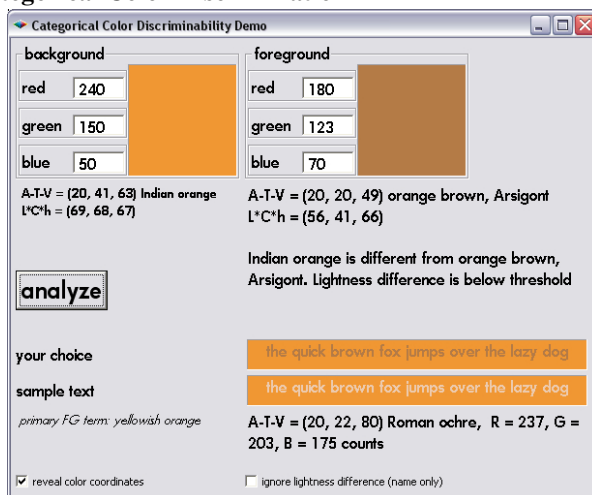 Categorical Color Discriminability Demo
background
red 240
green 150
blue 50
A-T-V = (20, 41, 63) Indian orange
L*C*h = (69, 68, 67)
foreground
red 180
green 123
blue 70
A-T-V = (20, 20, 49) orange brown, Arsigont
L*C*h = (56, 41, 66)
Indian orange is different from orange brown,
Arsigont. Lightness difference is below threshold
analyze
your choice
the quick brown fox jumps over the lazy dog
sample text
the quick brown fox jumps over the lazy dog
primary FG term: yellowish orange
A-T-V = (20, 22, 80) Roman ochre, R = 237, G =
203, B = 175 counts
reveal color coordinates
ignore lightness difference (name only)